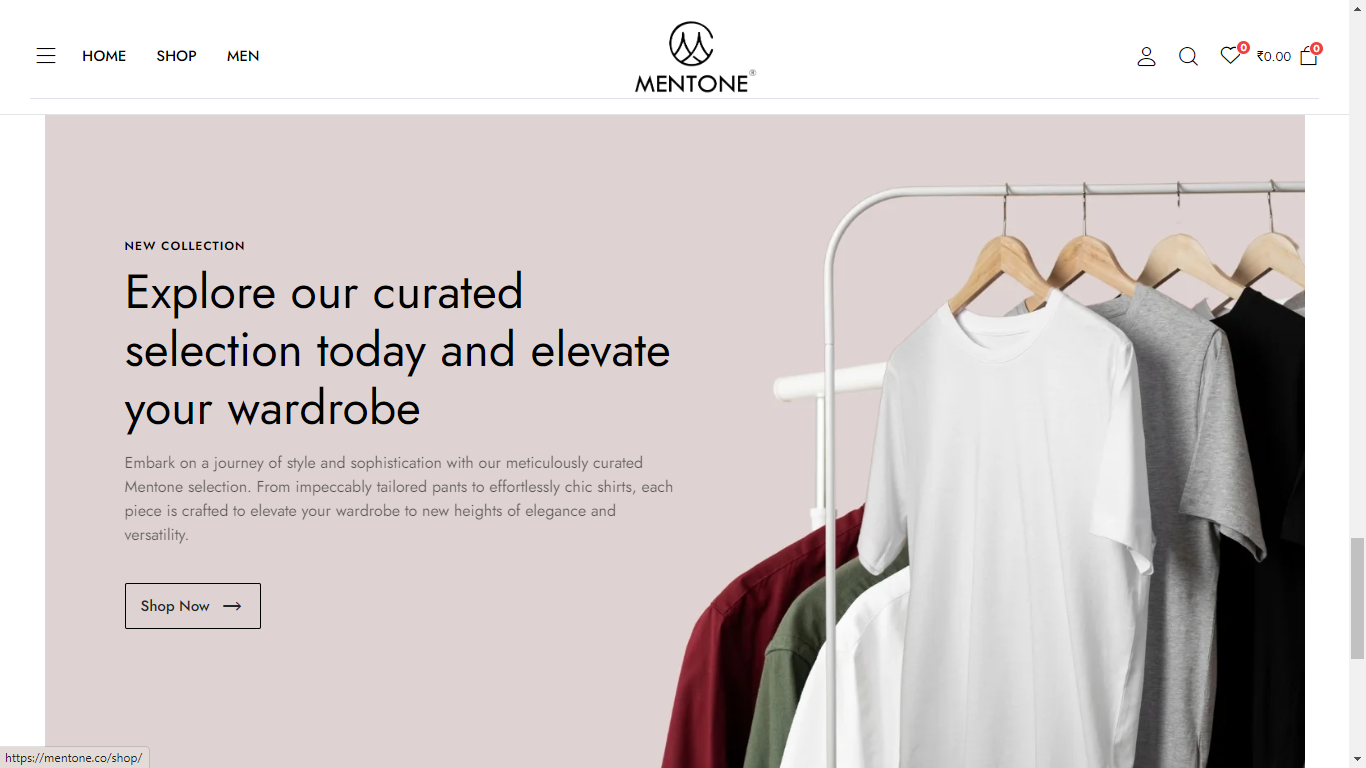 HOME SHOP MEN
MENTONE®
0
₹0.00
0
NEW COLLECTION
Explore our curated
selection today and elevate
your wardrobe
Embark on a journey of style and sophistication with our meticulously curated
Mentone selection. From impeccably tailored pants to effortlessly chic shirts, each
piece is crafted to elevate your wardrobe to new heights of elegance and
versatility.
Shop Now
https://mentone.co/shop/